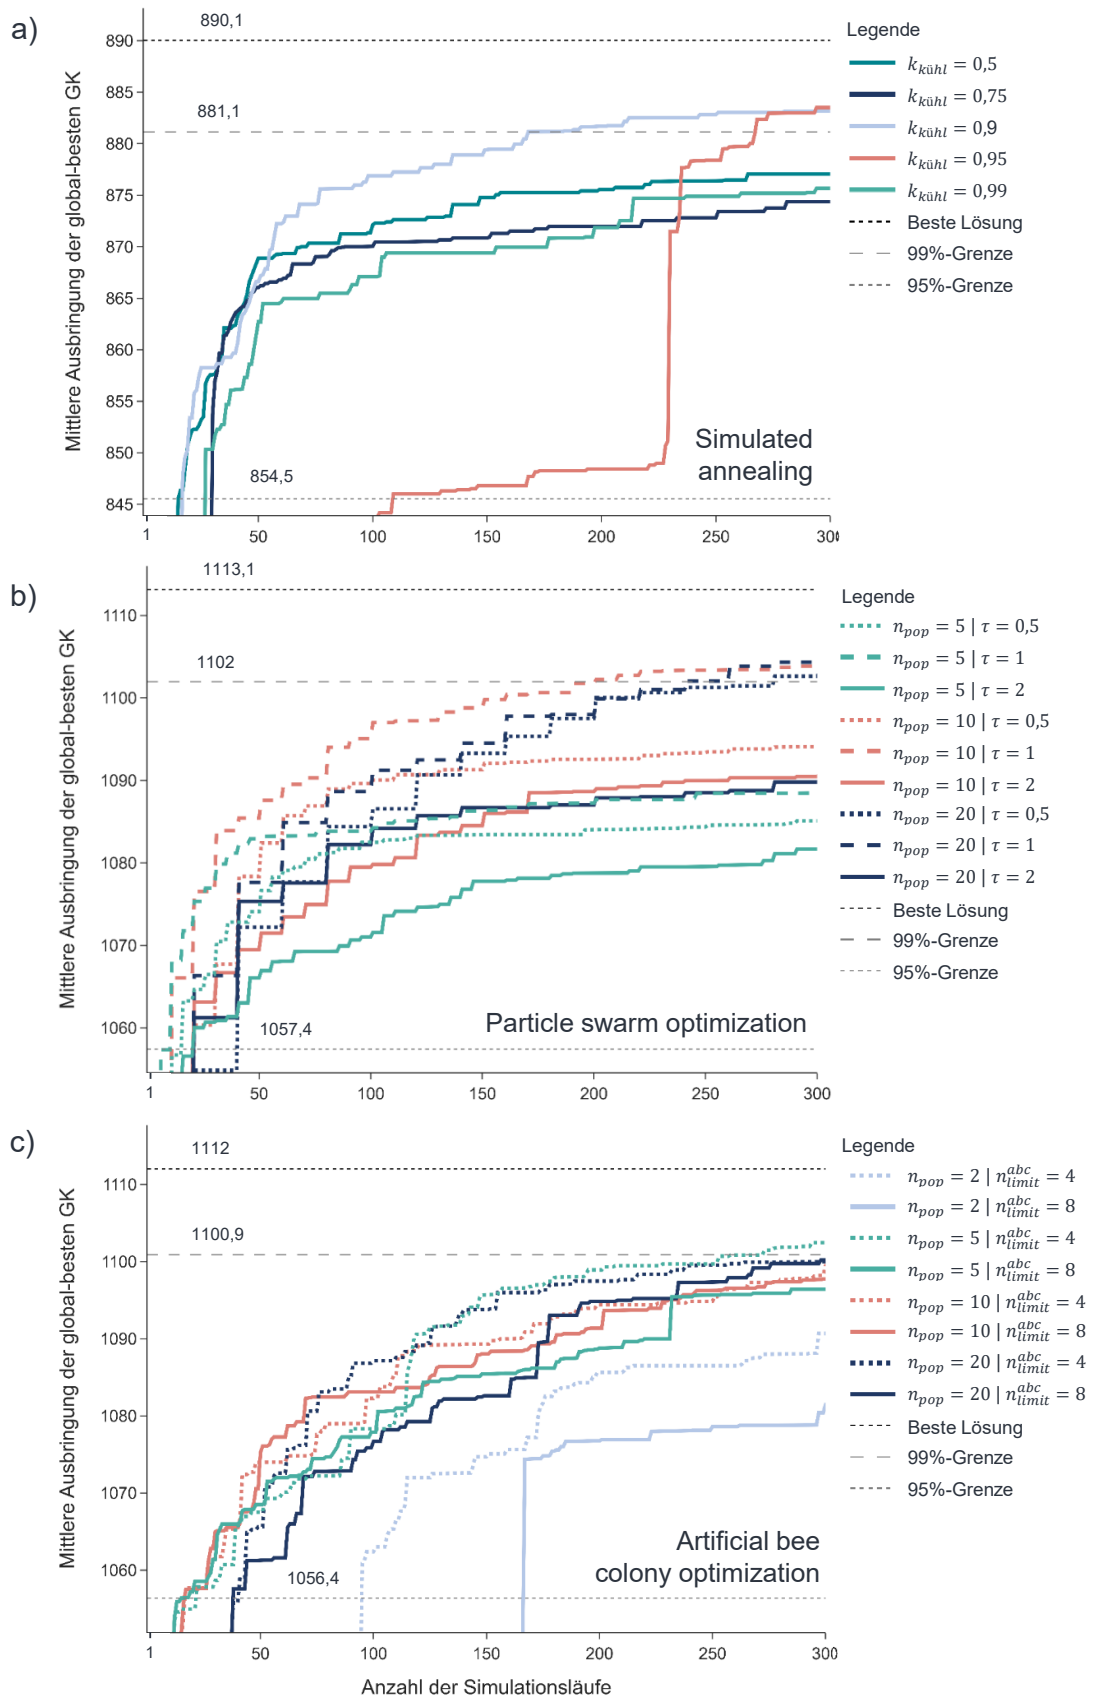 a)
890,1
890
885
881,1
880
875
870
865
860
855
850
854,5
845
Mittlere Ausbringung der global-besten GK
Simulated
annealing
1
50
100
150
200
250
300
Legende
k_kühl = 0,5
k_kühl = 0,75
k_kühl = 0,9
k_kühl = 0,95
k_kühl = 0,99
Beste Lösung
99%-Grenze
95%-Grenze
b)
1113,1
1110
1102
1100
1090
1080
1070
1060
1057,4
Mittlere Ausbringung der global-besten GK
Particle swarm optimization
1
50
100
150
200
250
300
Legende
n_pop = 5 | τ = 0,5
n_pop = 5 | τ = 1
n_pop = 5 | τ = 2
n_pop = 10 | τ = 0,5
n_pop = 10 | τ = 1
n_pop = 10 | τ = 2
n_pop = 20 | τ = 0,5
n_pop = 20 | τ = 1
n_pop = 20 | τ = 2
Beste Lösung
99%-Grenze
95%-Grenze
c)
1112
1110
1100,9
1100
1090
1080
1070
1060
1056,4
Mittlere Ausbringung der global-besten GK
Artificial bee
colony optimization
1
50
100
150
200
250
300
Anzahl der Simulationsläufe
Legende
n_pop = 2 | n_limit^abc = 4
n_pop = 2 | n_limit^abc = 8
n_pop = 5 | n_limit^abc = 4
n_pop = 5 | n_limit^abc = 8
n_pop = 10 | n_limit^abc = 4
n_pop = 10 | n_limit^abc = 8
n_pop = 20 | n_limit^abc = 4
n_pop = 20 | n_limit^abc = 8
Beste Lösung
99%-Grenze
95%-Grenze